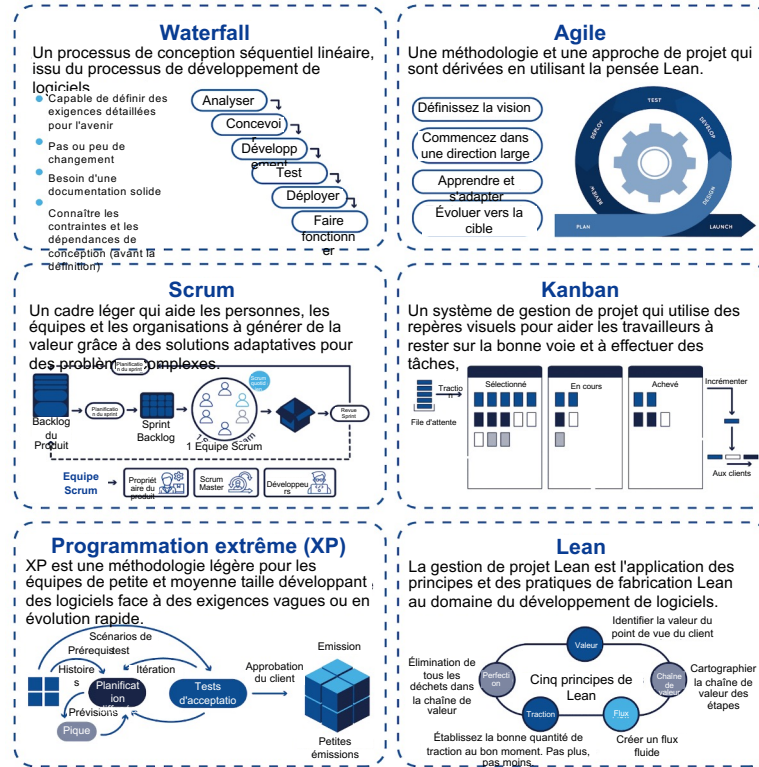 Waterfall
Un processus de conception séquentiel linéaire,
issu du processus de développement de
logiciels
Capable de définir des
exigences détaillées
pour l'avenir
Pas ou peu de
changement
Besoin d'une
documentation solide
Connaître les
contraintes et les
dépendances de
conception (avant la
définition)
Analyser
Concevoi
r
Développ
ement
Test
Déployer
Faire
fonctionn
er
Agile
Une méthodologie et une approche de projet qui
sont dérivées en utilisant la pensée Lean.
Définissez la vision
Commencez dans
une direction large
Apprendre et
s'adapter
Évoluer vers la
cible
TEST
DEPLOY
DEVELOP
REVIEW
DESIGN
PLAN
LAUNCH
Scrum
Un cadre léger qui aide les personnes, les
équipes et les organisations à générer de la
valeur grâce à des solutions adaptatives pour
des problèmes complexes.
Planificatio
n du sprint
Scrum
quotidien
Planificatio
n du sprint
Revue
Sprint
Backlog
du
Produit
Sprint
Backlog
1 Equipe Scrum
Equipe
Scrum
Propriét
aire du
produit
Scrum
Master
Développeu
rs
Kanban
Un système de gestion de projet qui utilise des
repères visuels pour aider les travailleurs à
rester sur la bonne voie et à effectuer des
tâches,
Tractio
n
File d'attente
Sélectionné
En cours
Achevé
Incrémenter
Aux clients
Programmation extrême (XP)
XP est une méthodologie légère pour les
équipes de petite et moyenne taille développant
des logiciels face à des exigences vagues ou en
évolution rapide.
Scénarios de
test
Prérequis
Histoire
s
Itération
Planificat
ion
Prévisions
Pique
Tests
d'acceptatio
Approbation
du client
Emission
Petites
émissions
Lean
La gestion de projet Lean est l'application des
principes et des pratiques de fabrication Lean
au domaine du développement de logiciels.
Identifier la valeur du
point de vue du client
Valeur
Élimination de
tous les
déchets dans
la chaîne de
valeur
Perfecti
on
Cinq principes de
Lean
Chaîne
de
valeur
Cartographier
la chaîne de
valeur des
étapes
Traction
Flux
Établissez la bonne quantité de
traction au bon moment. Pas plus,
pas moins.
Créer un flux
fluide